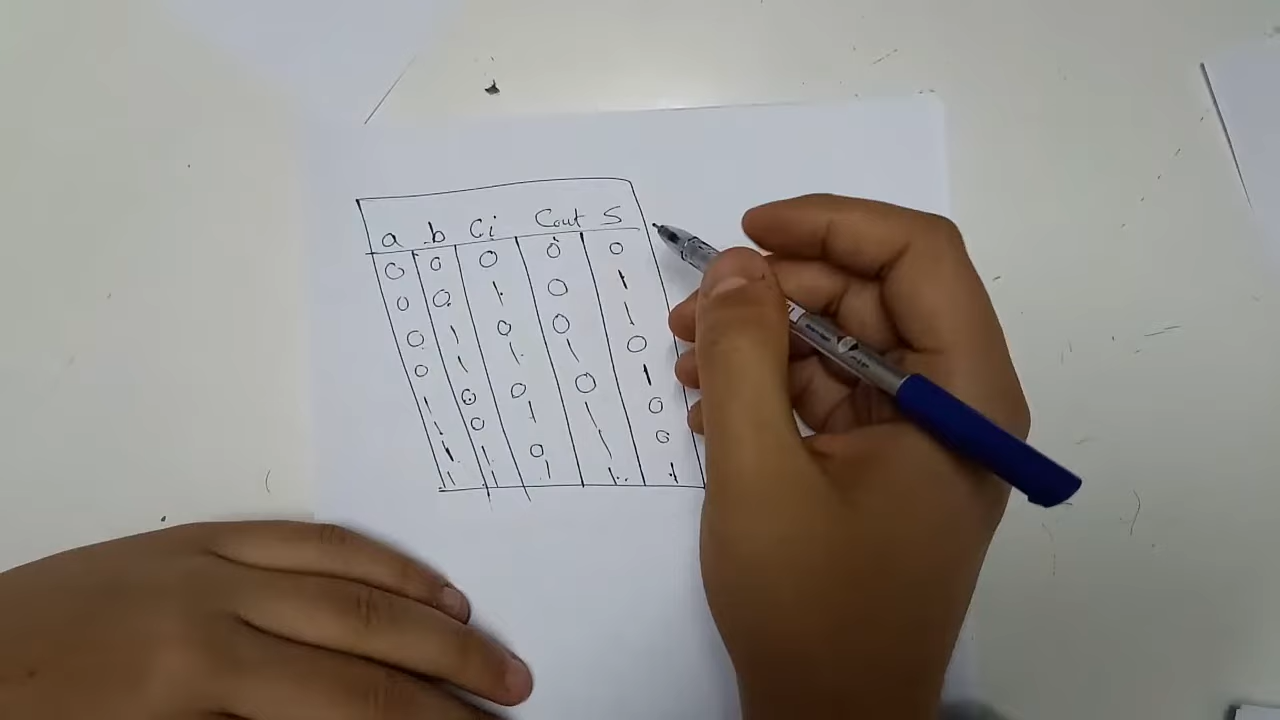 a b Ci Cout S
0 0 0 0 0
0 0 1 0 1
0 1 0 0 1
0 1 1 1 0
1 0 0 0 1
1 0 1 1 0
1 1 0 1 0
1 1 1 1 1